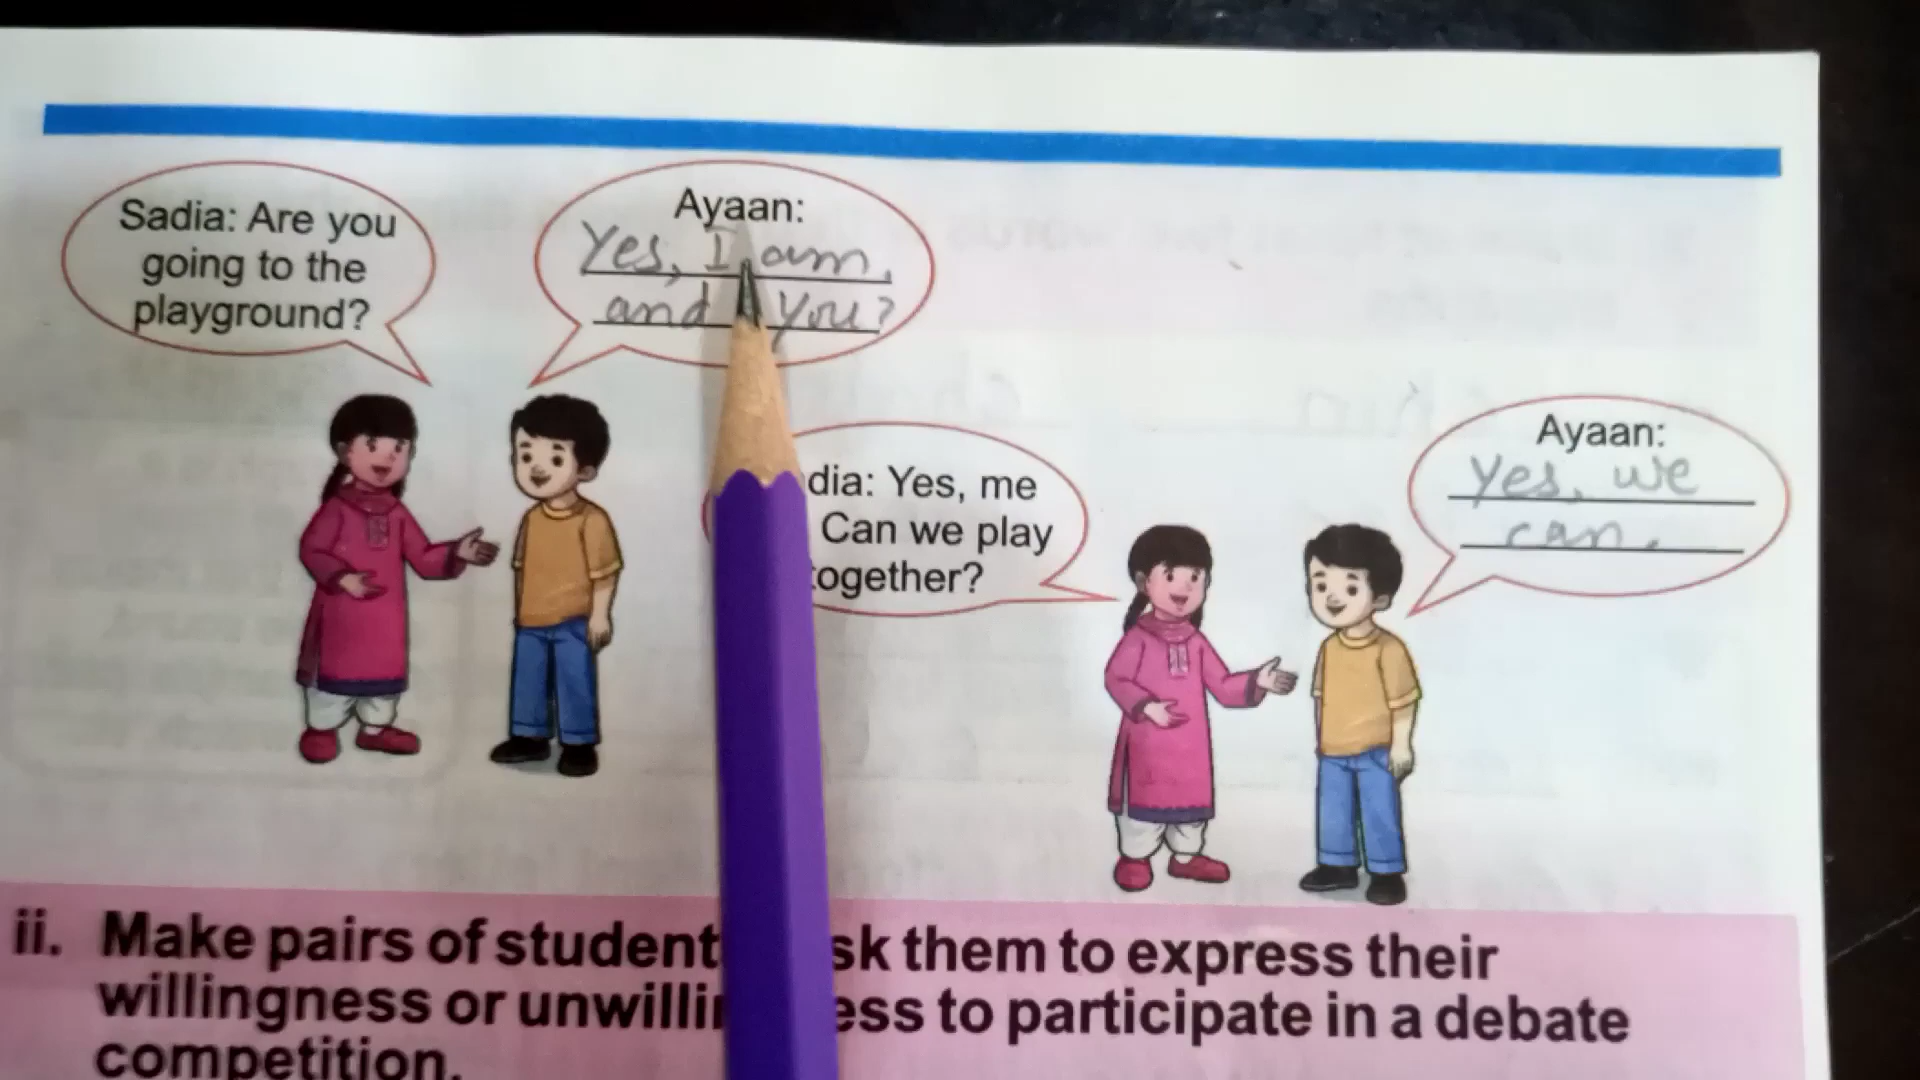 Sadia: Are you
going to the
playground?
Ayaan:
Yes, I am,
and you?
dia: Yes, me
Can we play
together?
Ayaan:
Yes, we
can.
ii. Make pairs of student sk them to express their
willingness or unwilli ess to participate in a debate
competition.